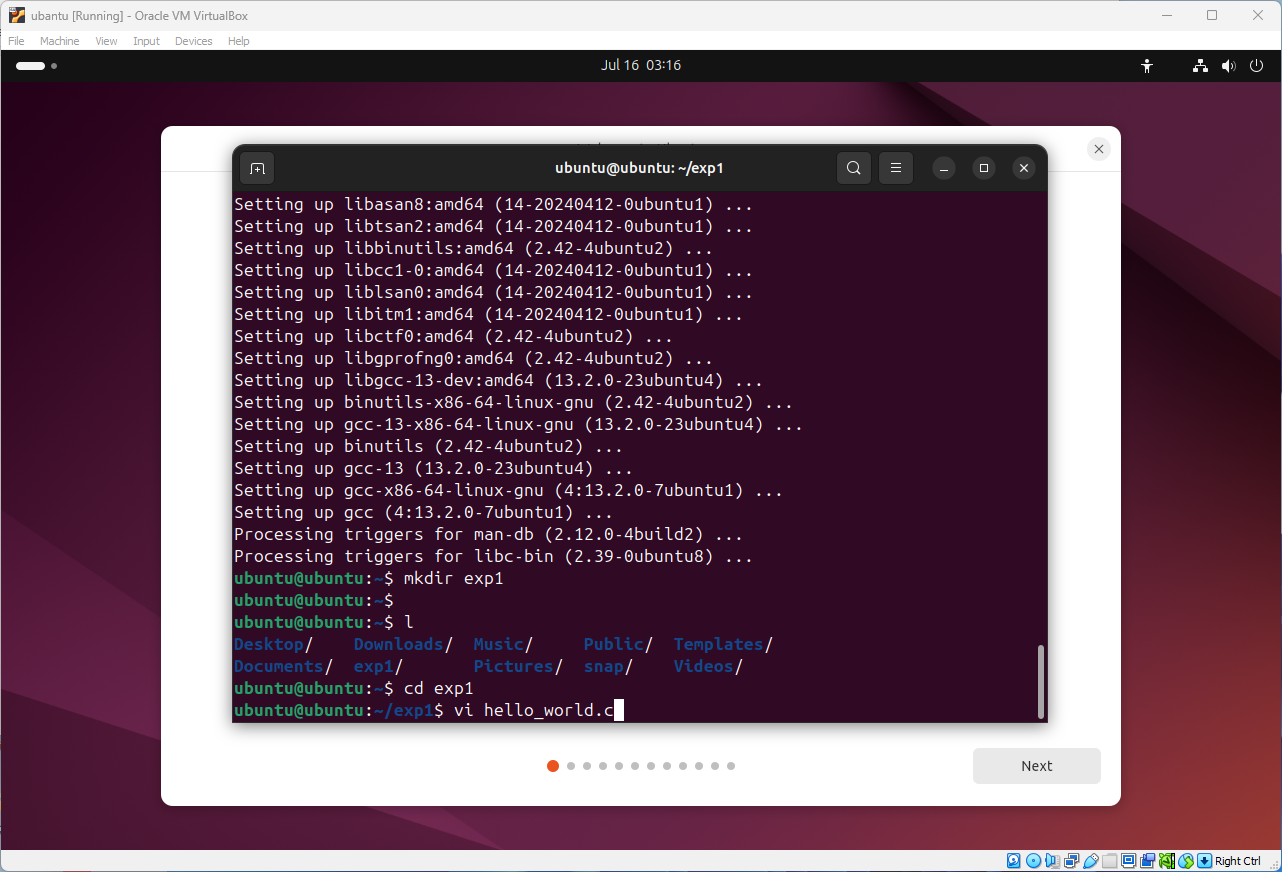 ubantu [Running] - Oracle VM VirtualBox
File Machine View Input Devices Help
Jul 16 03:16
ubuntu@ubuntu: ~/exp1
Setting up libasan8:amd64 (14-20240412-0ubuntu1) ...
Setting up libtsan2:amd64 (14-20240412-0ubuntu1) ...
Setting up libbinutils:amd64 (2.42-4ubuntu2) ...
Setting up libcc1-0:amd64 (14-20240412-0ubuntu1) ...
Setting up liblsan0:amd64 (14-20240412-0ubuntu1) ...
Setting up libitm1:amd64 (14-20240412-0ubuntu1) ...
Setting up libctf0:amd64 (2.42-4ubuntu2) ...
Setting up libgprofng0:amd64 (2.42-4ubuntu2) ...
Setting up libgcc-13-dev:amd64 (13.2.0-23ubuntu4) ...
Setting up binutils-x86-64-linux-gnu (2.42-4ubuntu2) ...
Setting up gcc-13-x86-64-linux-gnu (13.2.0-23ubuntu4) ...
Setting up binutils (2.42-4ubuntu2) ...
Setting up gcc-13 (13.2.0-23ubuntu4) ...
Setting up gcc-x86-64-linux-gnu (4:13.2.0-7ubuntu1) ...
Setting up gcc (4:13.2.0-7ubuntu1) ...
Processing triggers for man-db (2.12.0-4build2) ...
Processing triggers for libc-bin (2.39-0ubuntu8) ...
ubuntu@ubuntu:~$ mkdir exp1
ubuntu@ubuntu:~$
ubuntu@ubuntu:~$ l
Desktop/ Downloads/ Music/ Public/ Templates/
Documents/ exp1/ Pictures/ snap/ Videos/
ubuntu@ubuntu:~$ cd exp1
ubuntu@ubuntu:~/exp1$ vi hello_world.c
Next
Right Ctrl